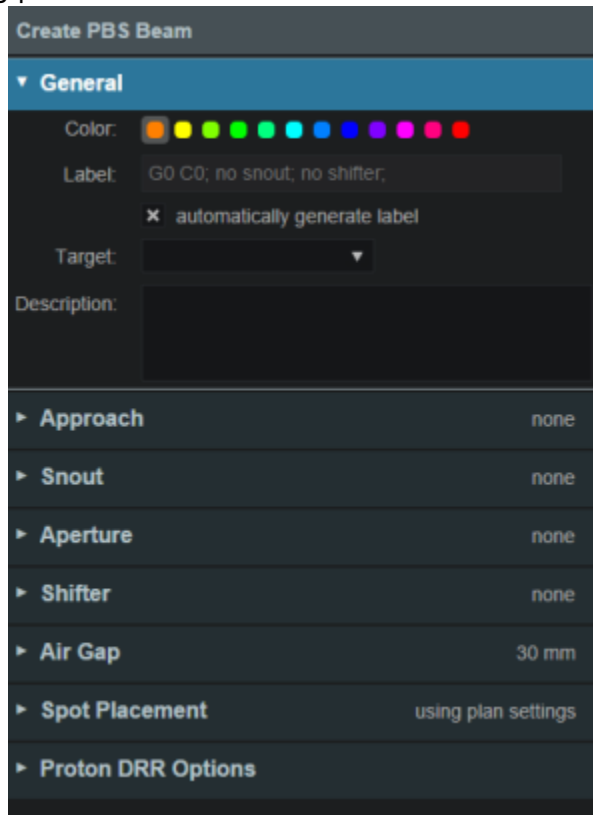 Create PBS Beam
General
Color:
Label: G0 C0; no snout; no shifter;
automatically generate label
Target:
Description:
Approach none
Snout none
Aperture none
Shifter none
Air Gap 30 mm
Spot Placement using plan settings
Proton DRR Options